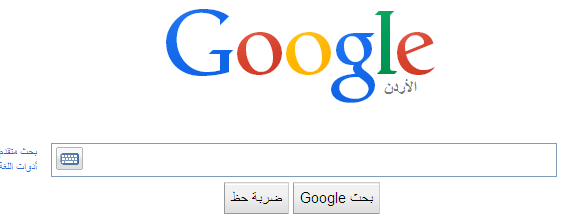 Google
الأردن
بحث متقدم
أدوات اللغة
بحث Google
ضربة حظ